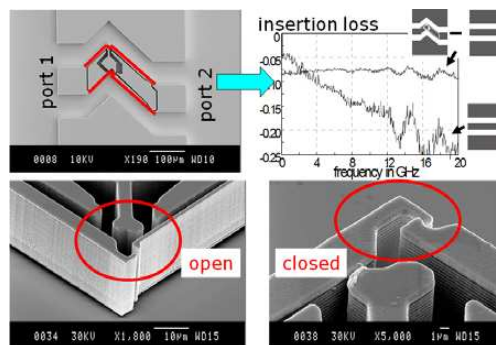 port 1
port 2
0008 10KV X190 100μm WD10
insertion loss
0
-0.05
-0.10
-0.15
-0.20
-0.25
0 4 8 12 16 20
frequency in GHz
open
0034 30KV X1,800 10μm WD15
closed
0038 30KV X5,000 1μm WD15